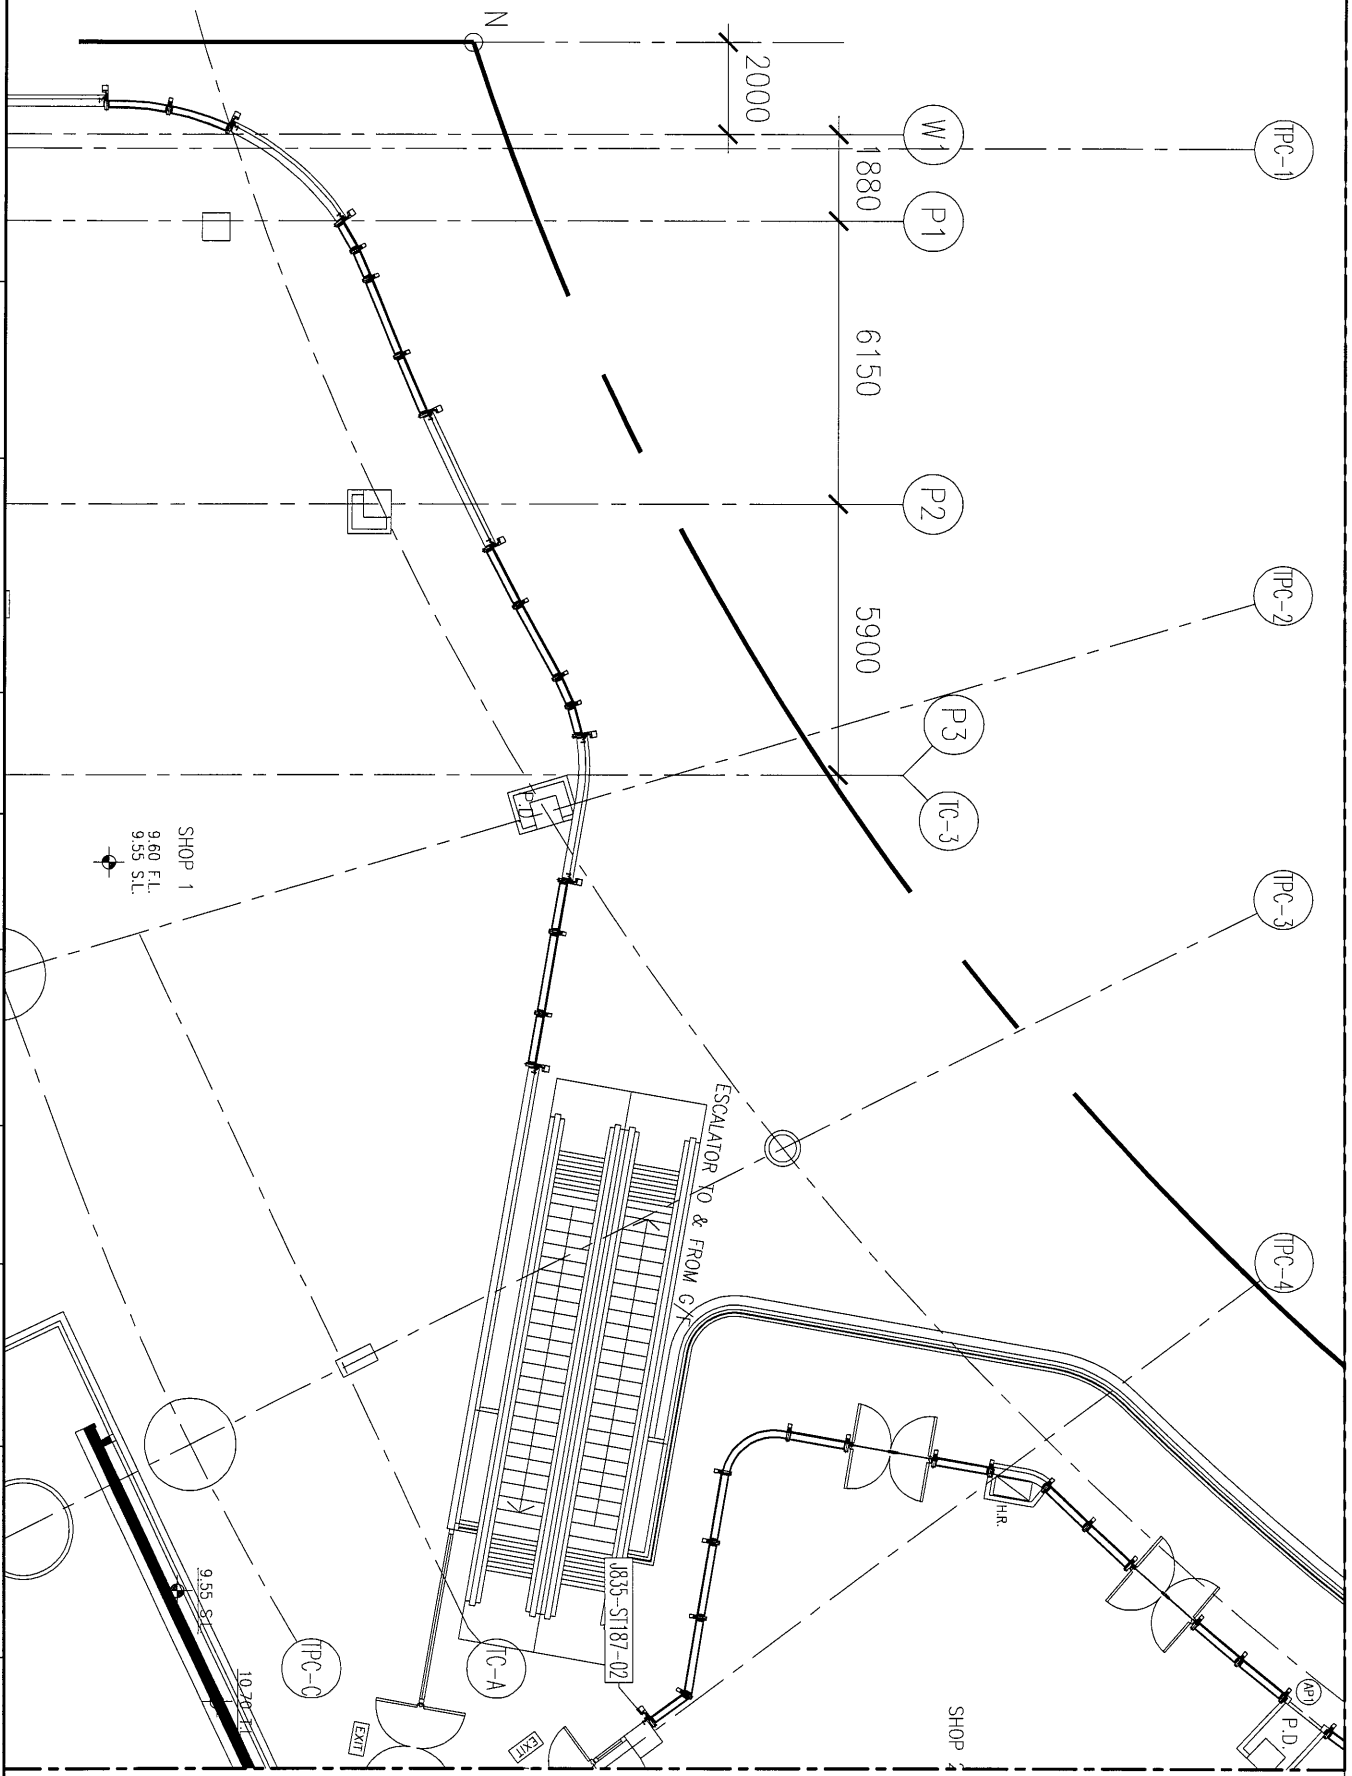 N
2000
1880
6150
5900
W1
P1
P2
P3
TC-3
TPC-1
TPC-2
TPC-3
TPC-4
P.D.
SHOP 1
9.60 F.L.
9.55 S.L.
ESCALATOR TO & FROM G/
H.R.
J835-ST187-02
AP1
P.D.
SHOP
TC-A
TPC-C
EXIT
EXIT
9.55 S.L.
10.70